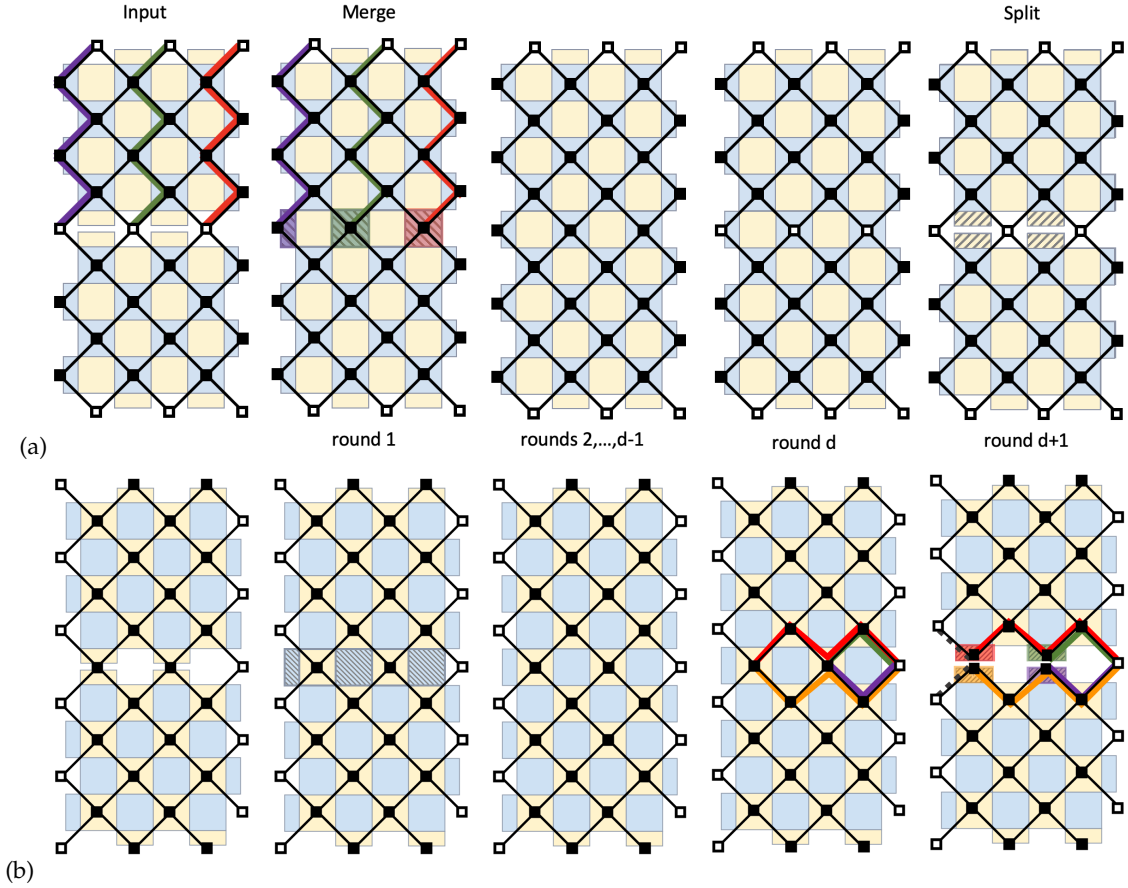 Input
Merge
Split
(a)
round 1
rounds 2,...,d-1
round d
round d+1
(b)